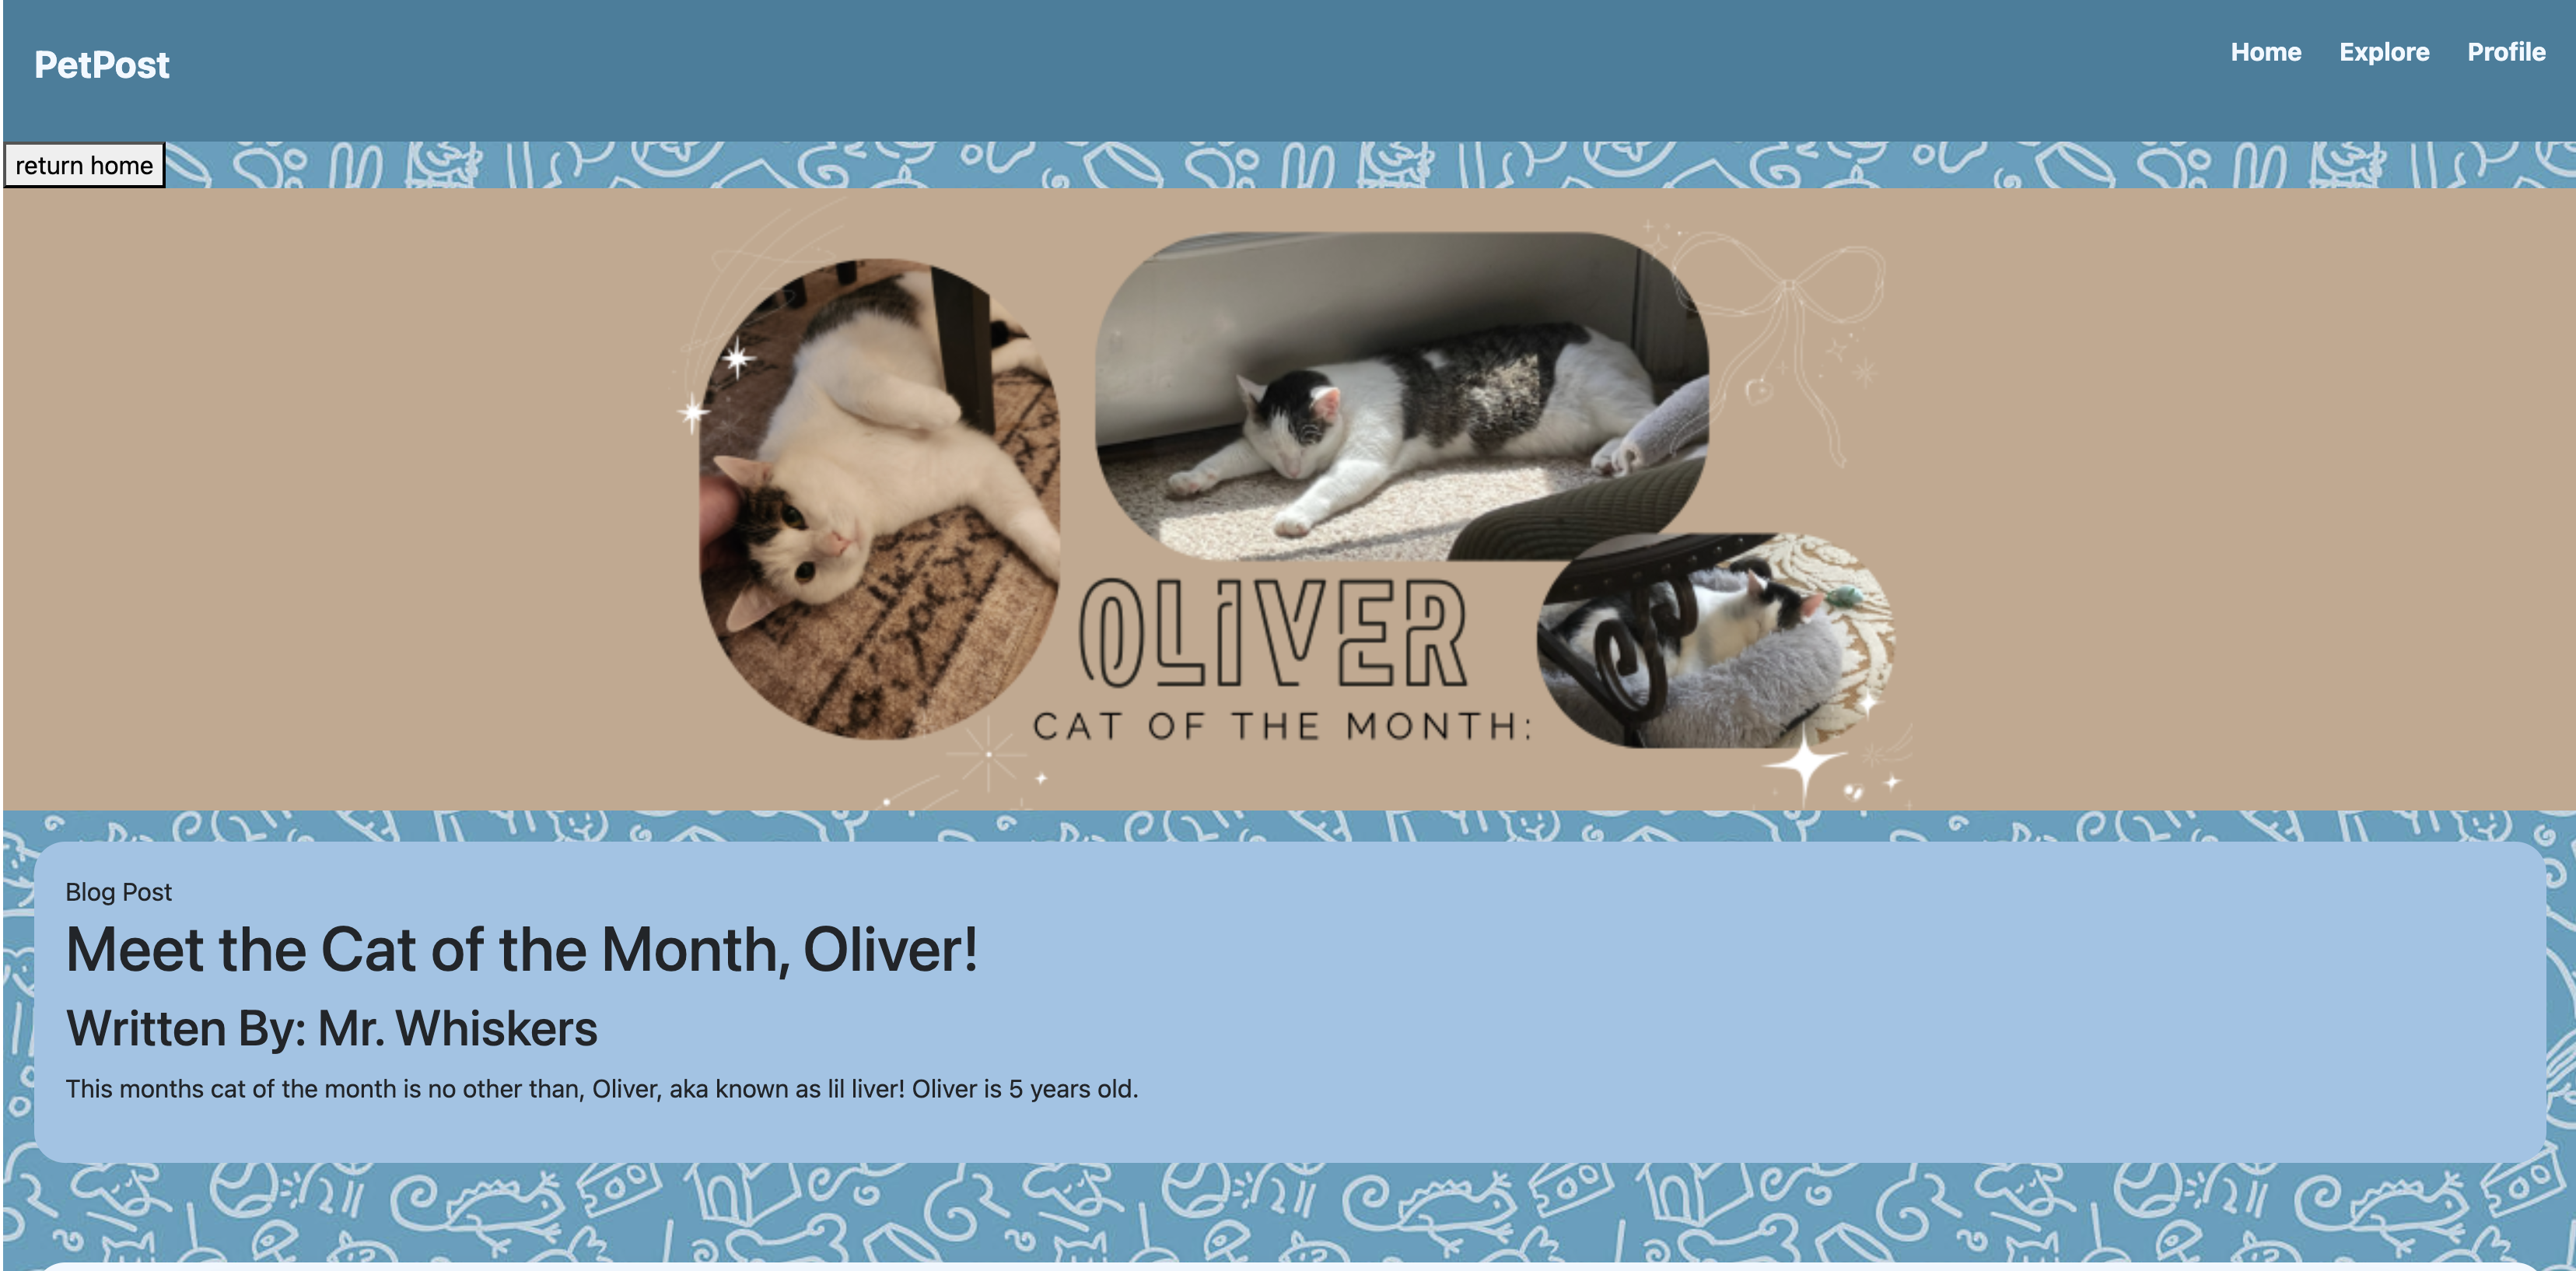 PetPost
Home Explore Profile
return home
OLIVER
CAT OF THE MONTH:
Blog Post
Meet the Cat of the Month, Oliver!
Written By: Mr. Whiskers
This months cat of the month is no other than, Oliver, aka known as lil liver! Oliver is 5 years old.